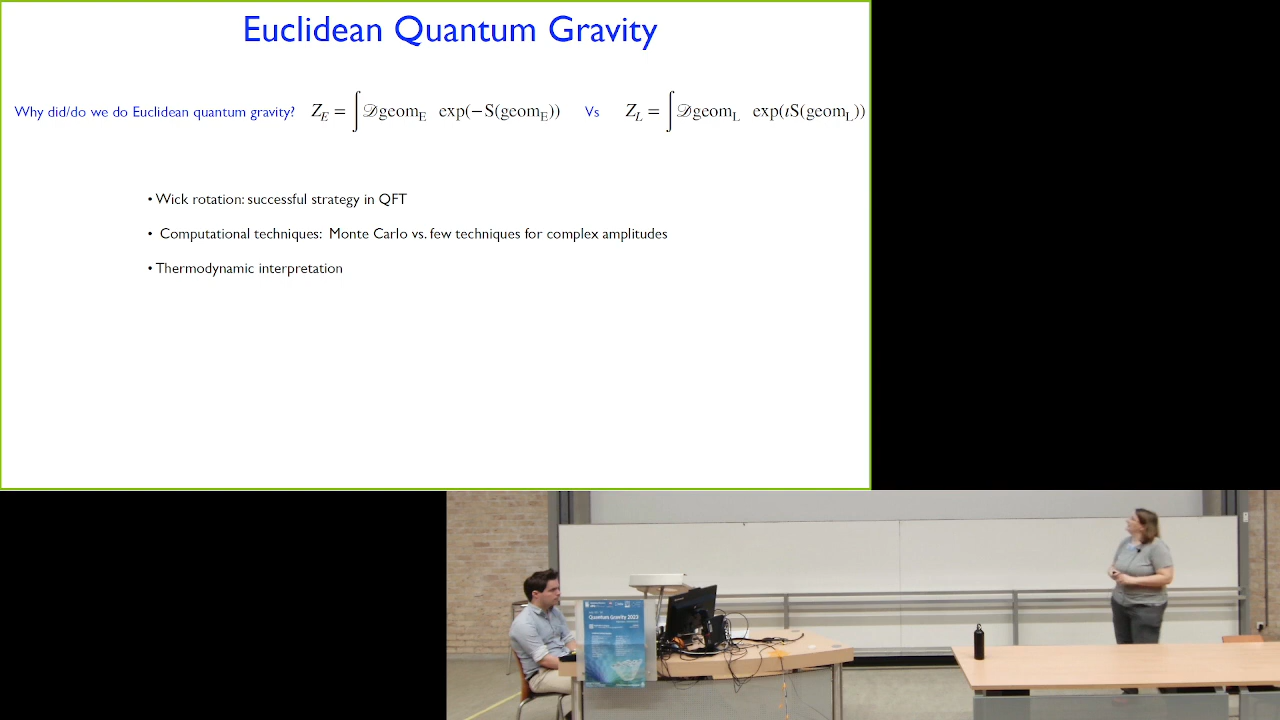 Euclidean Quantum Gravity
Why did/do we do Euclidean quantum gravity? Z_E = ∫ 𝒟geom_E exp(−S(geom_E)) Vs Z_L = ∫ 𝒟geom_L exp(ıS(geom_L))
• Wick rotation: successful strategy in QFT
• Computational techniques: Monte Carlo vs. few techniques for complex amplitudes
• Thermodynamic interpretation
Quantum Gravity 2023